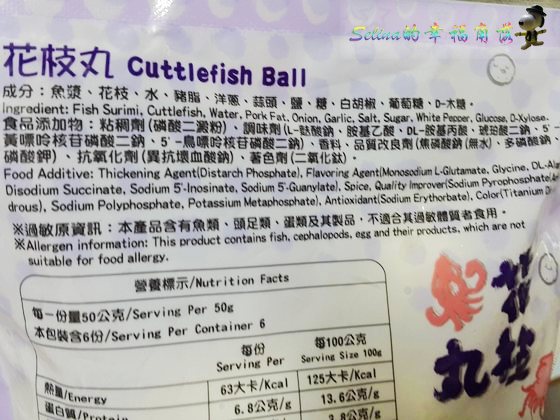 Selina的幸福角落
花枝丸 Cuttlefish Ball
成分：魚漿、花枝、水、豬脂、洋蔥、蒜頭、鹽、糖、白胡椒、葡萄糖、D-木糖。
Ingredient: Fish Surimi, Cuttlefish, Water, Pork Fat, Onion, Garlic, Salt, Sugar, White Pepper, Glucose, D-Xylose.
食品添加物：粘稠劑(磷酸二澱粉)、調味劑(L-麩酸鈉、胺基乙酸、DL-胺基丙酸、琥珀酸二鈉、5'-
黃嘌呤核苷磷酸二鈉、5'-鳥嘌呤核苷磷酸二鈉)、香料、品質改良劑(焦磷酸鈉(無水)、多磷酸鈉、
磷酸鉀)、抗氧化劑(異抗壞血酸鈉)、著色劑(二氧化鈦)。
Food Additive: Thickening Agent(Distarch Phosphate), Flavoring Agent(Monosodium L-Glutamate, Glycine, DL-Al
Disodium Succinate, Sodium 5'-Inosinate, Sodium 5'-Guanylate), Spice, Quality Improver(Sodium Pyrophosphate(Anhy
drous), Sodium Polyphosphate, Potassium Metaphosphate), Antioxidant(Sodium Erythorbate), Color(Titanium D
※過敏原資訊：本產品含有魚類、頭足類、蛋類及其製品，不適合其過敏體質者食用。
※Allergen information: This product contains fish, cephalopods, egg and their products, which are not
suitable for food allergy.
營養標示/Nutrition Facts
每一份量50公克/Serving Per 50g
本包裝含6份/Serving Per Container 6
每份 每100公克
Serving Per Serving Size 100g
熱量/Energy 63大卡/Kcal 125大卡/Kcal
蛋白質/Protein 6.8公克/g 13.6公克/g
3.8公克/g
花枝丸